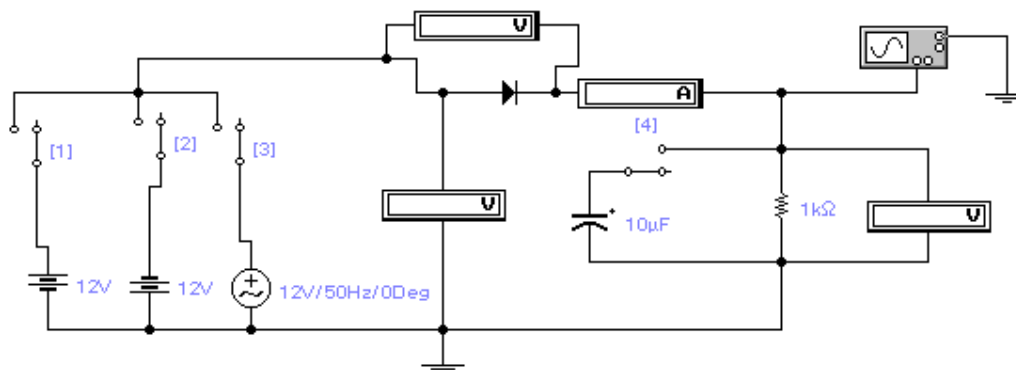 V
A
[4]
[1]
[2]
[3]
V
10µF
1kΩ
V
12V
12V
12V/50Hz/0Deg